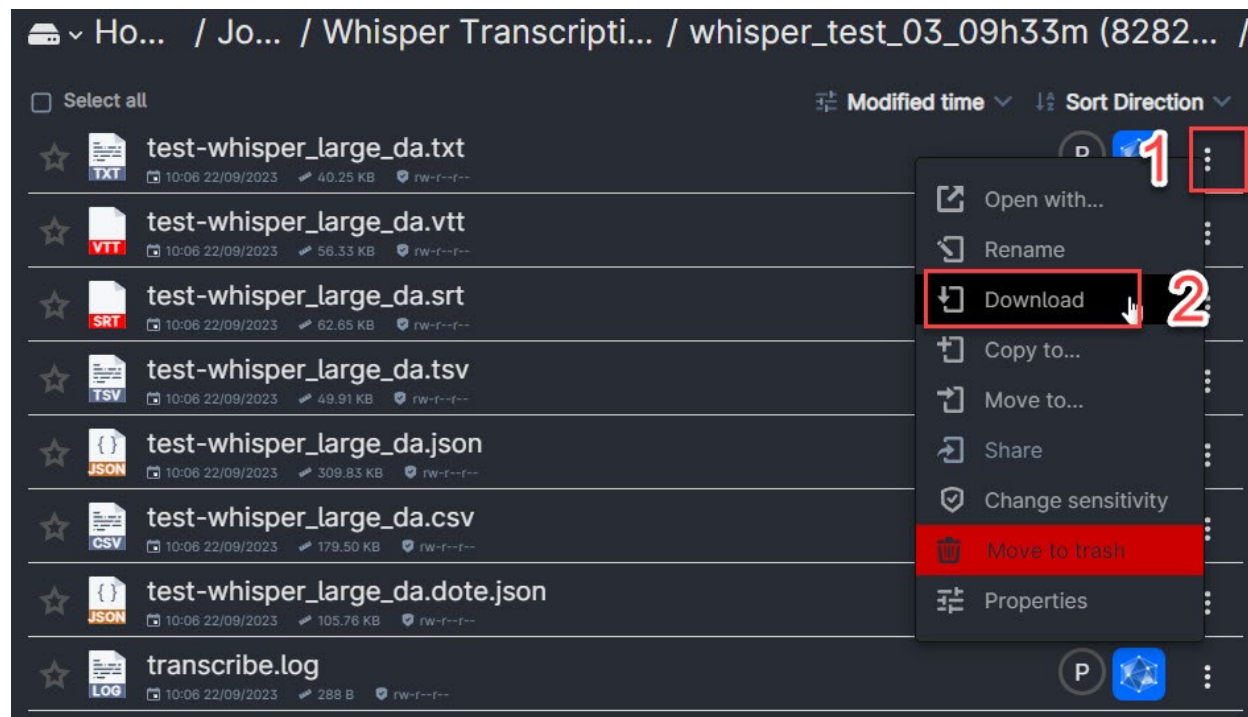 Ho... / Jo... / Whisper Transcripti... / whisper_test_03_09h33m (8282... /
Select all Modified time Sort Direction
test-whisper_large_da.txt P 1
TXT 10:06 22/09/2023 40.25 KB rw-r--r--
Open with...
test-whisper_large_da.vtt
VTT 10:06 22/09/2023 56.33 KB rw-r--r--
Rename
test-whisper_large_da.srt
SRT 10:06 22/09/2023 62.65 KB rw-r--r--
Download 2
Copy to...
test-whisper_large_da.tsv
TSV 10:06 22/09/2023 49.91 KB rw-r--r--
Move to...
{ } test-whisper_large_da.json
JSON 10:06 22/09/2023 309.83 KB rw-r--r--
Share
Change sensitivity
test-whisper_large_da.csv
CSV 10:06 22/09/2023 179.50 KB rw-r--r--
Move to trash
{ } test-whisper_large_da.dote.json
JSON 10:06 22/09/2023 105.76 KB rw-r--r--
Properties
transcribe.log P
LOG 10:06 22/09/2023 288 B rw-r--r--